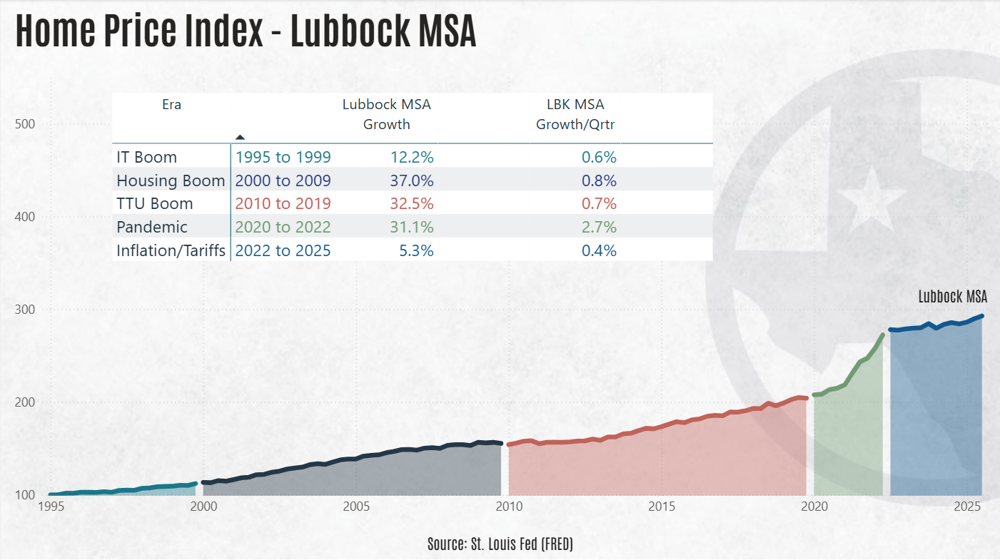 Home Price Index - Lubbock MSA
Era Lubbock MSA Growth LBK MSA Growth/Qrtr
IT Boom 1995 to 1999 12.2% 0.6%
Housing Boom 2000 to 2009 37.0% 0.8%
TTU Boom 2010 to 2019 32.5% 0.7%
Pandemic 2020 to 2022 31.1% 2.7%
Inflation/Tariffs 2022 to 2025 5.3% 0.4%
500
400
300
200
100
Lubbock MSA
1995 2000 2005 2010 2015 2020 2025
Source: St. Louis Fed (FRED)